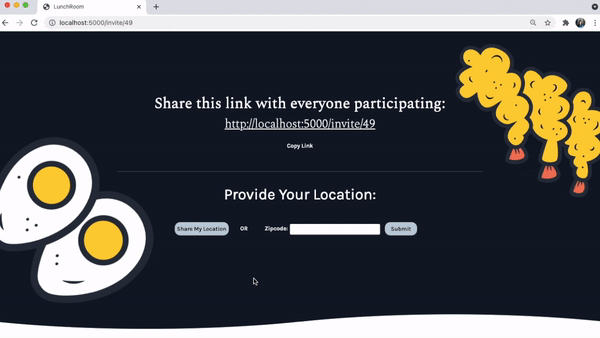 LunchRoom
localhost:5000/invite/49
Share this link with everyone participating:
http://localhost:5000/invite/49
Copy Link
Provide Your Location:
Share My Location OR Zipcode: Submit